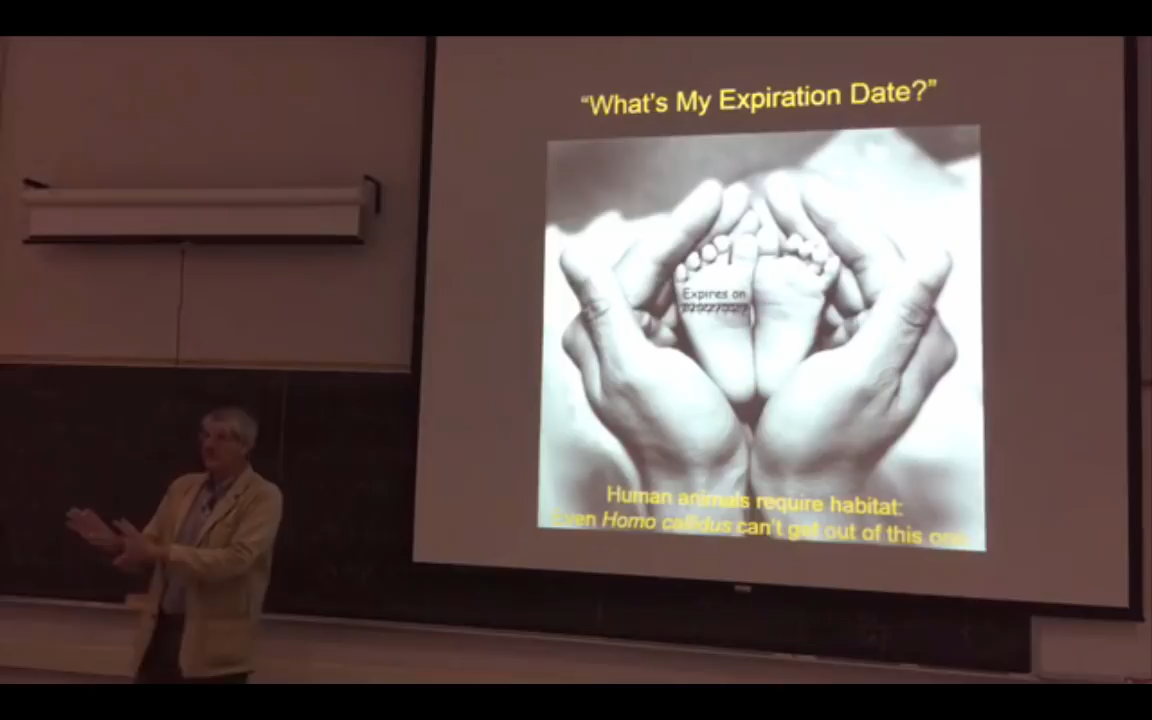 “What's My Expiration Date?”
Expires on
Human animals require habitat:
Even Homo callidus can't get out of this one